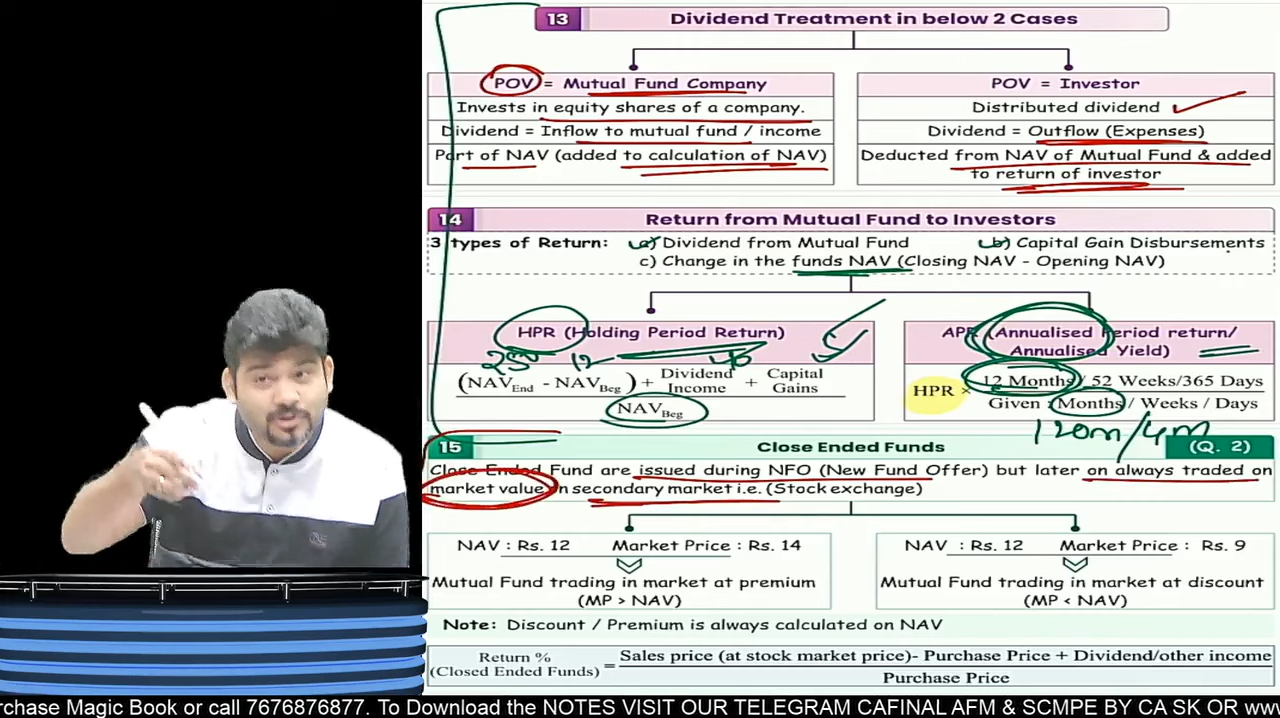 13 Dividend Treatment in below 2 Cases
POV = Mutual Fund Company
Invests in equity shares of a company.
Dividend = Inflow to mutual fund / income
Part of NAV (added to calculation of NAV)
POV = Investor
Distributed dividend
Dividend = Outflow (Expenses)
Deducted from NAV of Mutual Fund & added
to return of investor
14 Return from Mutual Fund to Investors
3 types of Return: a) Dividend from Mutual Fund b) Capital Gain Disbursements
c) Change in the funds NAV (Closing NAV - Opening NAV)
HPR (Holding Period Return)
(NAVEnd - NAVBeg) + Dividend Income + Capital Gains
NAVBeg
APR (Annualised Period return/
Annualised Yield)
HPR × 12 Months / 52 Weeks/365 Days
Given : Months / Weeks / Days
12m/4m
15 Close Ended Funds (Q. 2)
Close Ended Fund are issued during NFO (New Fund Offer) but later on always traded on
market value in secondary market i.e. (Stock exchange)
NAV : Rs. 12 Market Price : Rs. 14
Mutual Fund trading in market at premium
(MP > NAV)
NAV : Rs. 12 Market Price : Rs. 9
Mutual Fund trading in market at discount
(MP < NAV)
Note: Discount / Premium is always calculated on NAV
Return % (Closed Ended Funds) = Sales price (at stock market price)- Purchase Price + Dividend/other income
Purchase Price
rchase Magic Book or call 7676876877. To Download the NOTES VISIT OUR TELEGRAM CAFINAL AFM & SCMPE BY CA SK OR ww